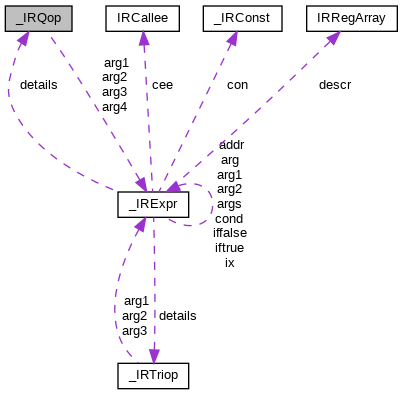 _IRQop
IRCallee
_IRConst
IRRegArray
details
arg1
arg2
arg3
arg4
cee
con
descr
addr
arg
arg1
arg2
args
cond
iffalse
iftrue
ix
_IRExpr
arg1
arg2
arg3
details
_IRTriop